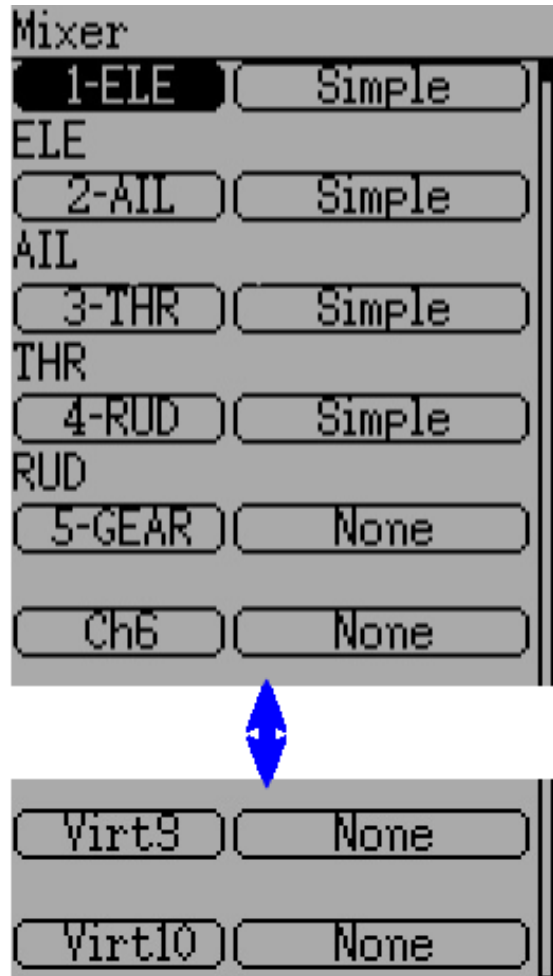 Mixer
1-ELE Simple
ELE
2-AIL Simple
AIL
3-THR Simple
THR
4-RUD Simple
RUD
5-GEAR None
Ch6 None
Virt9 None
Virt10 None